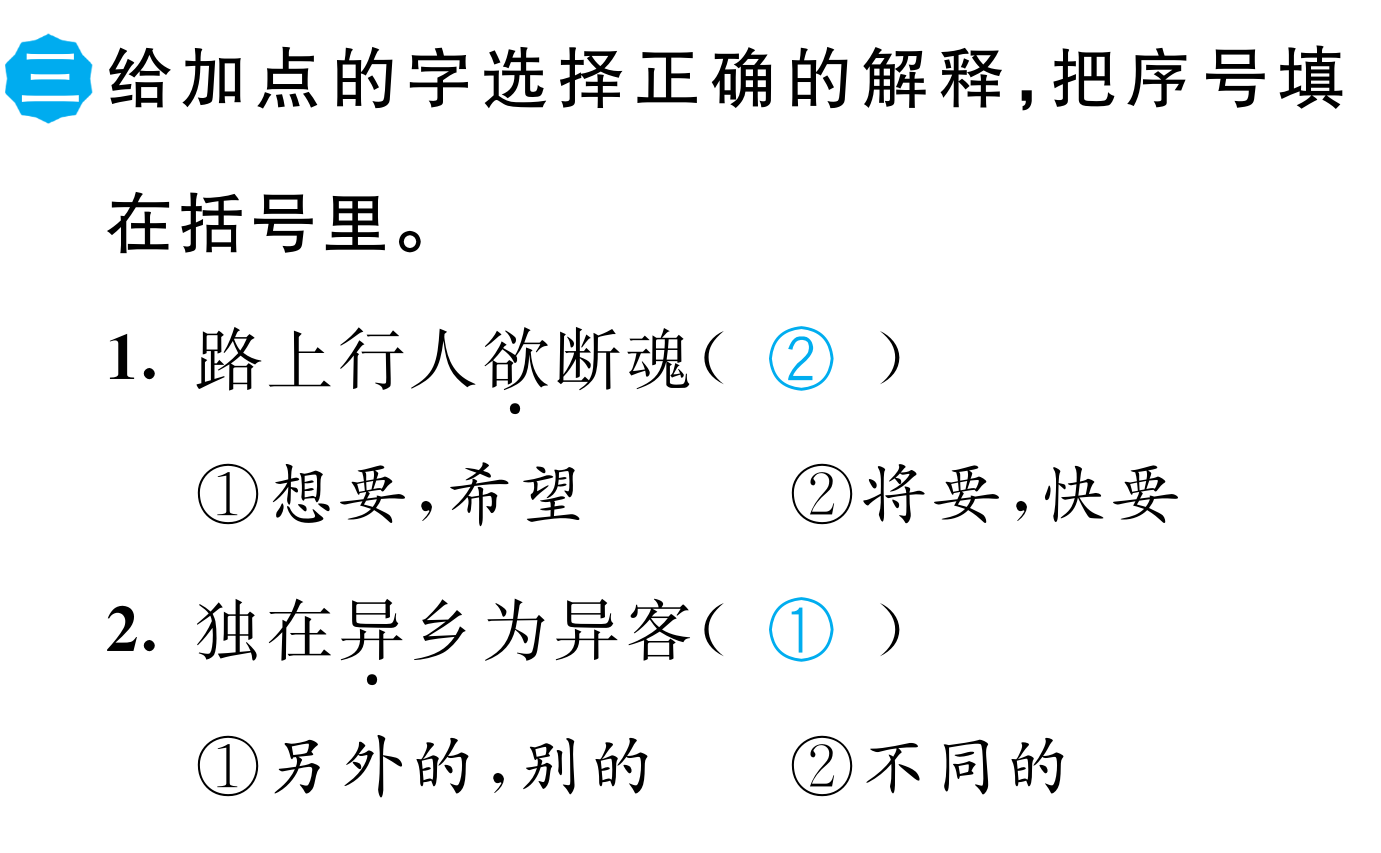 三 给加点的字选择正确的解释,把序号填
在括号里。
1. 路上行人欲断魂( ② )
①想要,希望 ②将要,快要
2. 独在异乡为异客( ① )
①另外的,别的 ②不同的